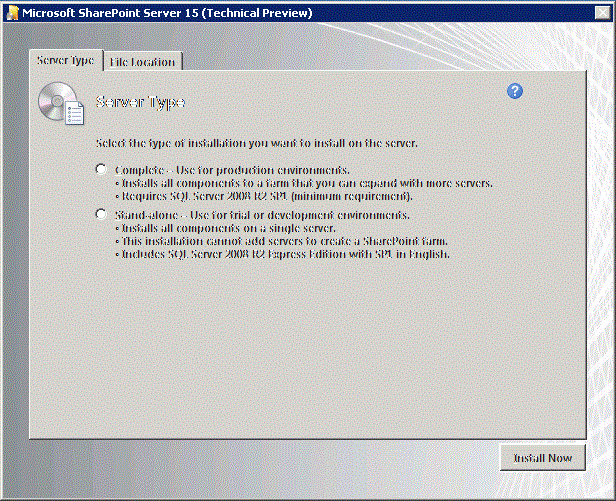 Microsoft SharePoint Server 15 (Technical Preview)
Server Type
File Location
Server Type
Select the type of installation you want to install on the server.
Complete - Use for production environments.
• Installs all components to a farm that you can expand with more servers.
• Requires SQL Server 2008 R2 SP1 (minimum requirement).
Stand-alone - Use for trial or development environments.
• Installs all components on a single server.
• This installation cannot add servers to create a SharePoint farm.
• Includes SQL Server 2008 R2 Express Edition with SP1 in English.
Install Now